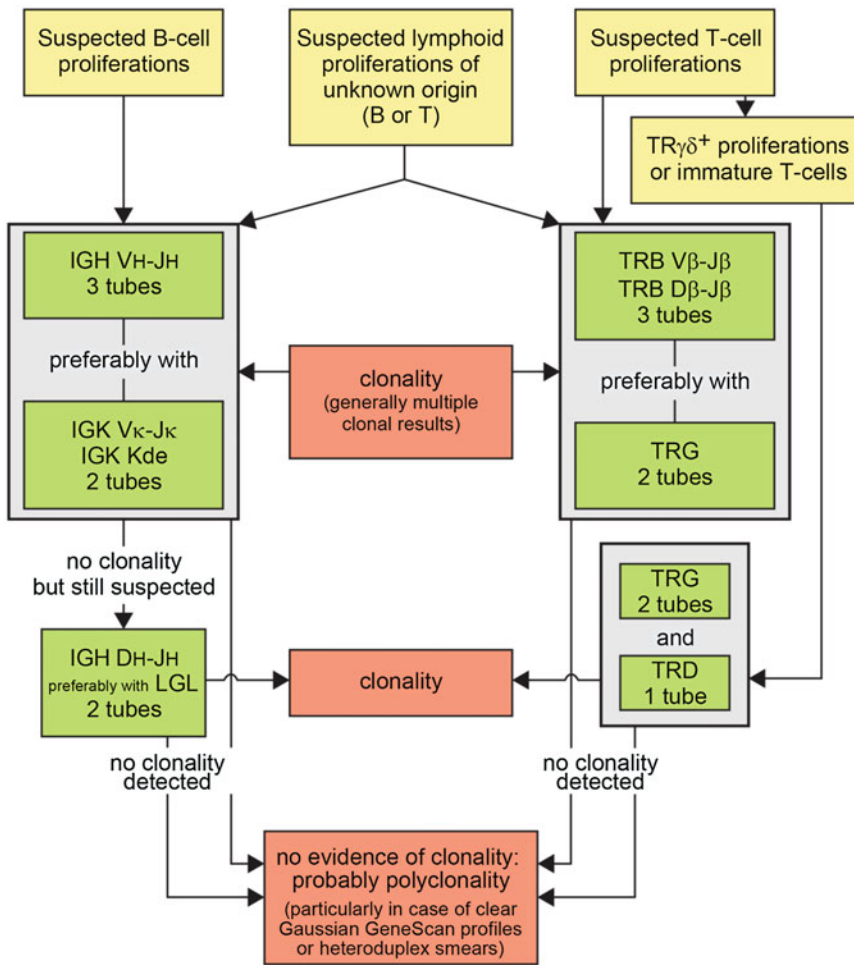 Suspected B-cell
proliferations
Suspected lymphoid
proliferations of
unknown origin
(B or T)
Suspected T-cell
proliferations
TRγδ+ proliferations
or immature T-cells
IGH VH-JH
3 tubes
preferably with
IGK Vκ-Jκ
IGK Kde
2 tubes
clonality
(generally multiple
clonal results)
TRB Vβ-Jβ
TRB Dβ-Jβ
3 tubes
preferably with
TRG
2 tubes
no clonality
but still suspected
IGH DH-JH
preferably with LGL
2 tubes
clonality
TRG
2 tubes
and
TRD
1 tube
no clonality
detected
no clonality
detected
no evidence of clonality:
probably polyclonality
(particularly in case of clear
Gaussian GeneScan profiles
or heteroduplex smears)